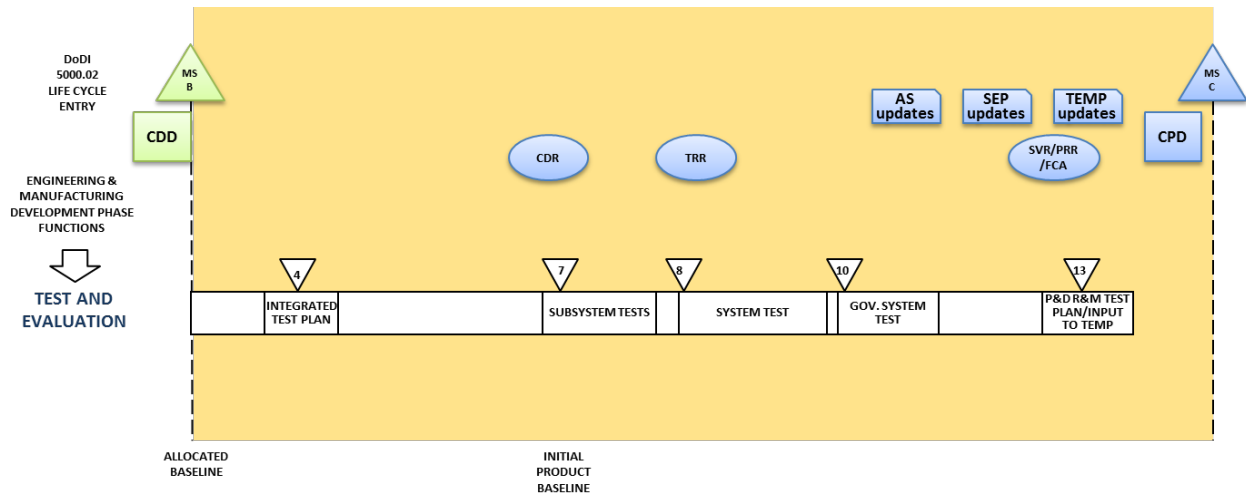 DoDI
5000.02
LIFE CYCLE
ENTRY
MS
B
MS
C
CDD
AS
updates
SEP
updates
TEMP
updates
CDR
TRR
SVR/PRR
/FCA
CPD
ENGINEERING &
MANUFACTURING
DEVELOPMENT PHASE
FUNCTIONS
TEST AND
EVALUATION
4
7
8
10
13
INTEGRATED
TEST PLAN
SUBSYSTEM TESTS
SYSTEM TEST
GOV. SYSTEM
TEST
P&D R&M TEST
PLAN/INPUT
TO TEMP
ALLOCATED
BASELINE
INITIAL
PRODUCT
BASELINE